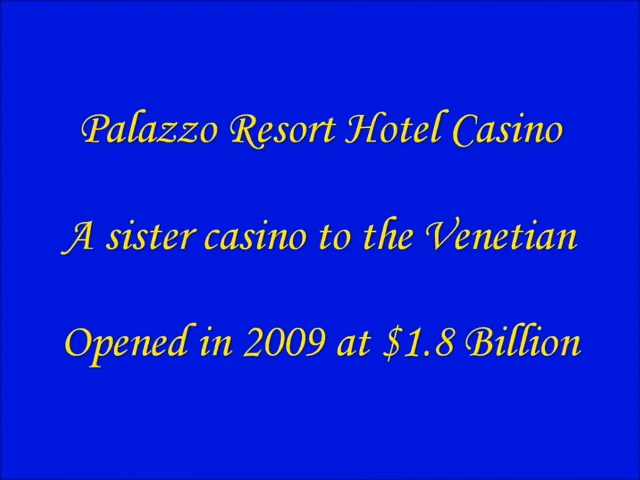 Palazzo Resort Hotel Casino
A sister casino to the Venetian
Opened in 2009 at $1.8 Billion